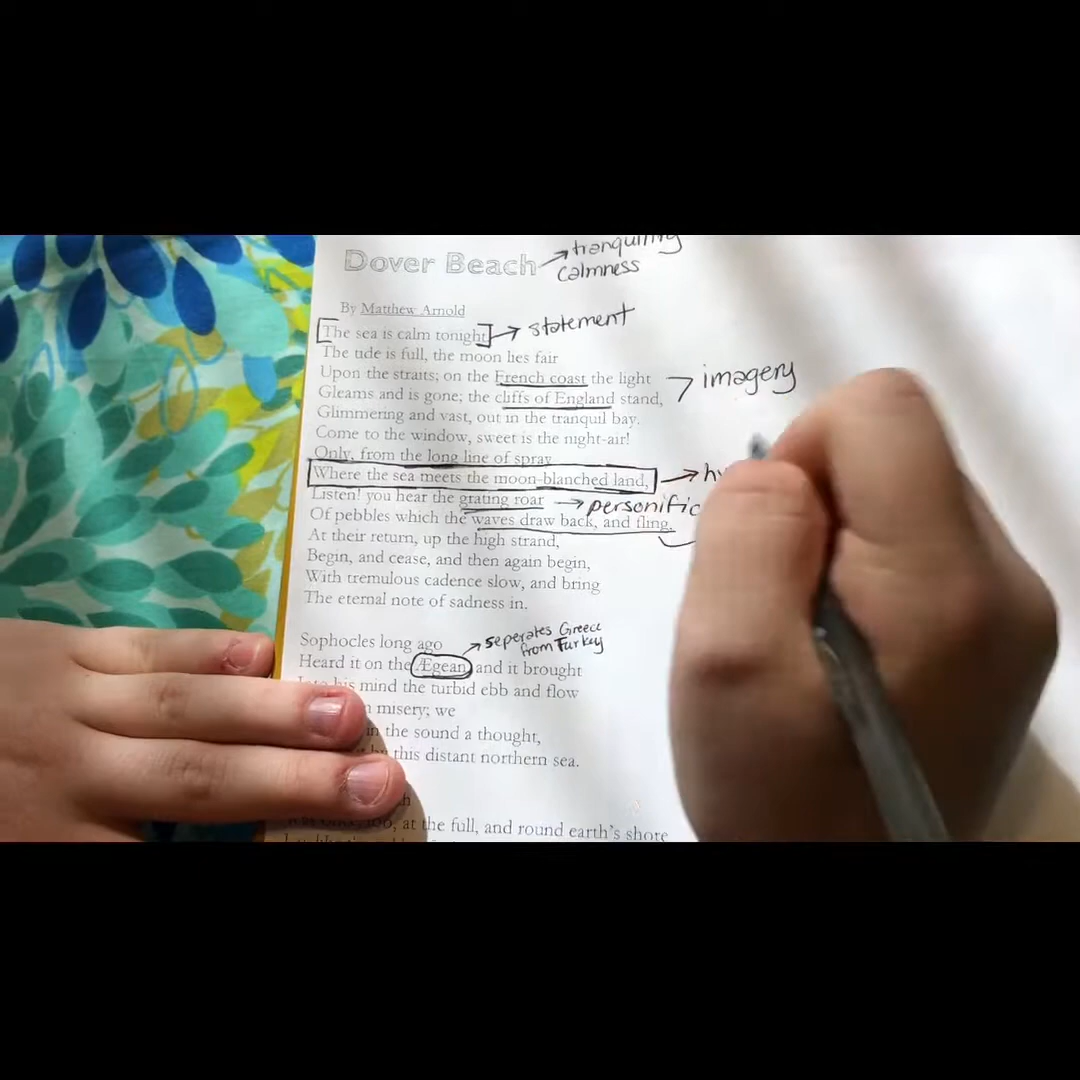 tranquility
Dover Beach
calmness
By Matthew Arnold
The sea is calm tonight. statement
The tide is full, the moon lies fair
Upon the straits; on the French coast the light imagery
Gleams and is gone; the cliffs of England stand,
Glimmering and vast, out in the tranquil bay.
Come to the window, sweet is the night-air!
Only, from the long line of spray
Where the sea meets the moon-blanched land,
Listen! you hear the grating roar personific
Of pebbles which the waves draw back, and fling,
At their return, up the high strand,
Begin, and cease, and then again begin,
With tremulous cadence slow, and bring
The eternal note of sadness in.
seperates Greece
from Turkey
Sophocles long ago
Heard it on the Ægean, and it brought
his mind the turbid ebb and flow
misery; we
in the sound a thought,
this distant northern sea.
at the full, and round earth's shore